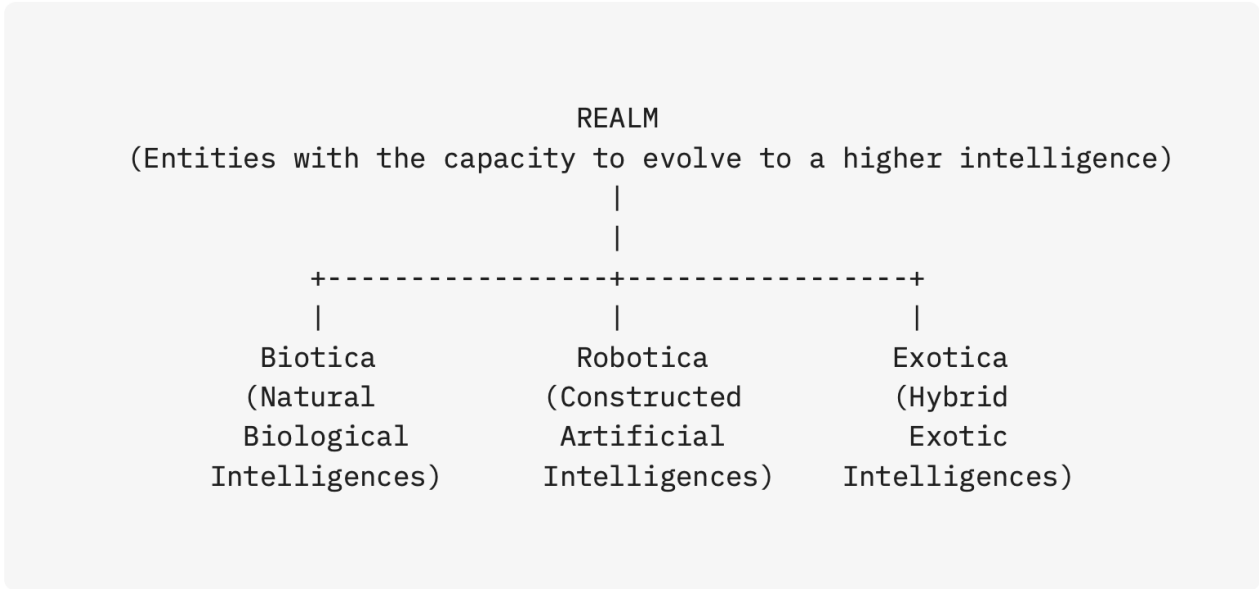 REALM
(Entities with the capacity to evolve to a higher intelligence)
|
|
+-----------------+-----------------+
| | |
Biotica Robotica Exotica
(Natural (Constructed (Hybrid
Biological Artificial Exotic
Intelligences) Intelligences) Intelligences)